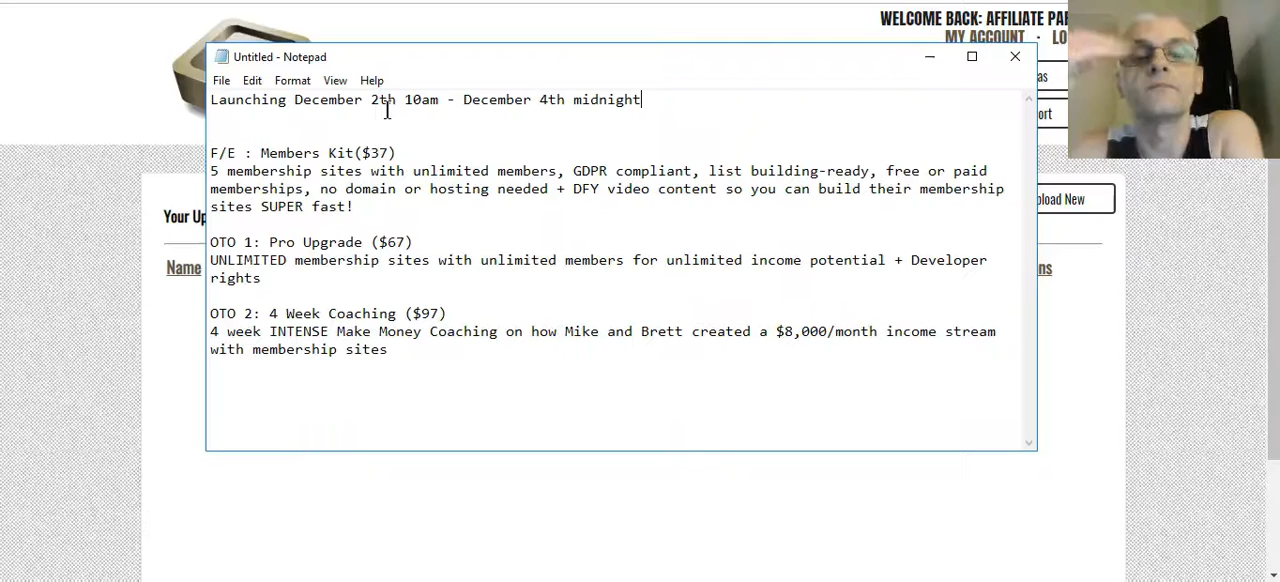 WELCOME BACK: AFFILIATE
MY ACCOUNT ·
Untitled - Notepad
File Edit Format View Help
Launching December 2th 10am - December 4th midnight
F/E : Members Kit($37)
5 membership sites with unlimited members, GDPR compliant, list building-ready, free or paid
memberships, no domain or hosting needed + DFY video content so you can build their membership
sites SUPER fast!
Your
OTO 1: Pro Upgrade ($67)
UNLIMITED membership sites with unlimited members for unlimited income potential + Developer
rights
Name
OTO 2: 4 Week Coaching ($97)
4 week INTENSE Make Money Coaching on how Mike and Brett created a $8,000/month income stream
with membership sites
New